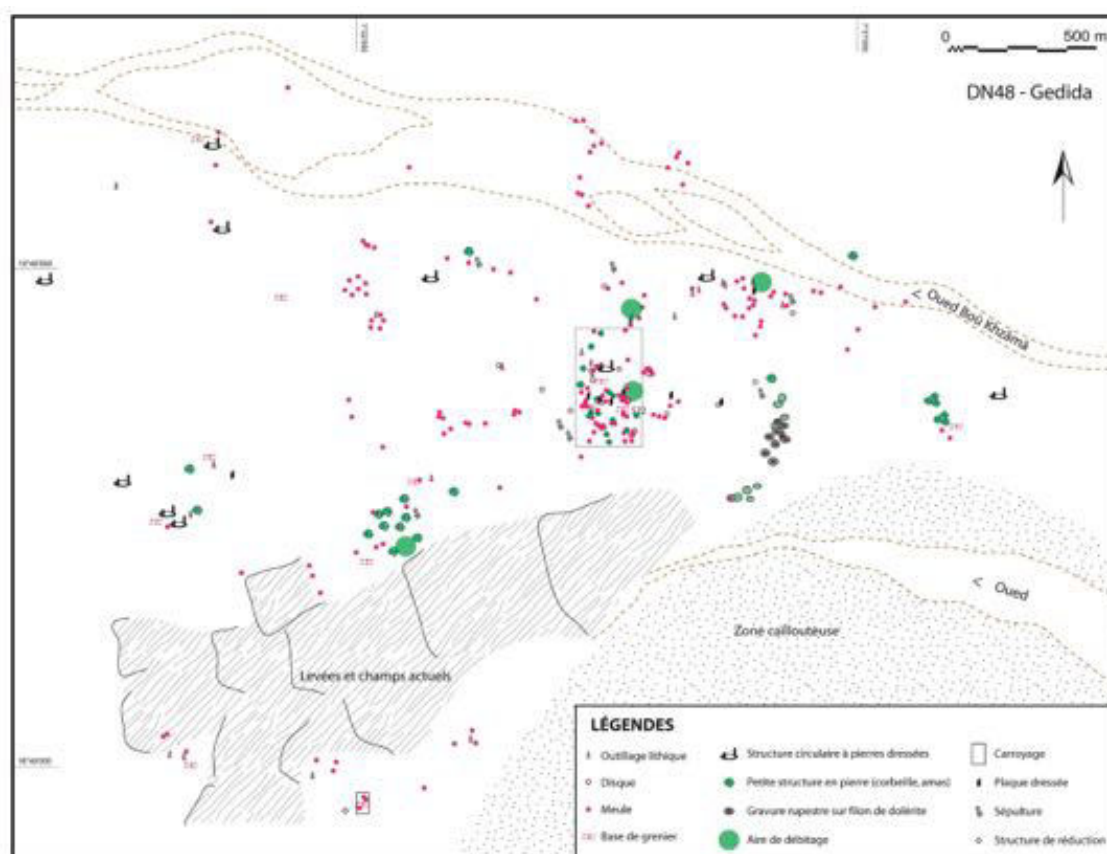 0 500 m
DN48 - Gedida
< Oued Boû Khzâmâ
< Oued
Zone caillouteuse
Levées et champs actuels
LÉGENDES
Outillage lithique
Disque
Meule
Base de grenier
Structure circulaire à pierres dressées
Petite structure en pierre (corbeille, amas)
Gravure rupestre sur filon de dolérite
Aire de débitage
Carroyage
Plaque dressée
Sépulture
Structure de réduction